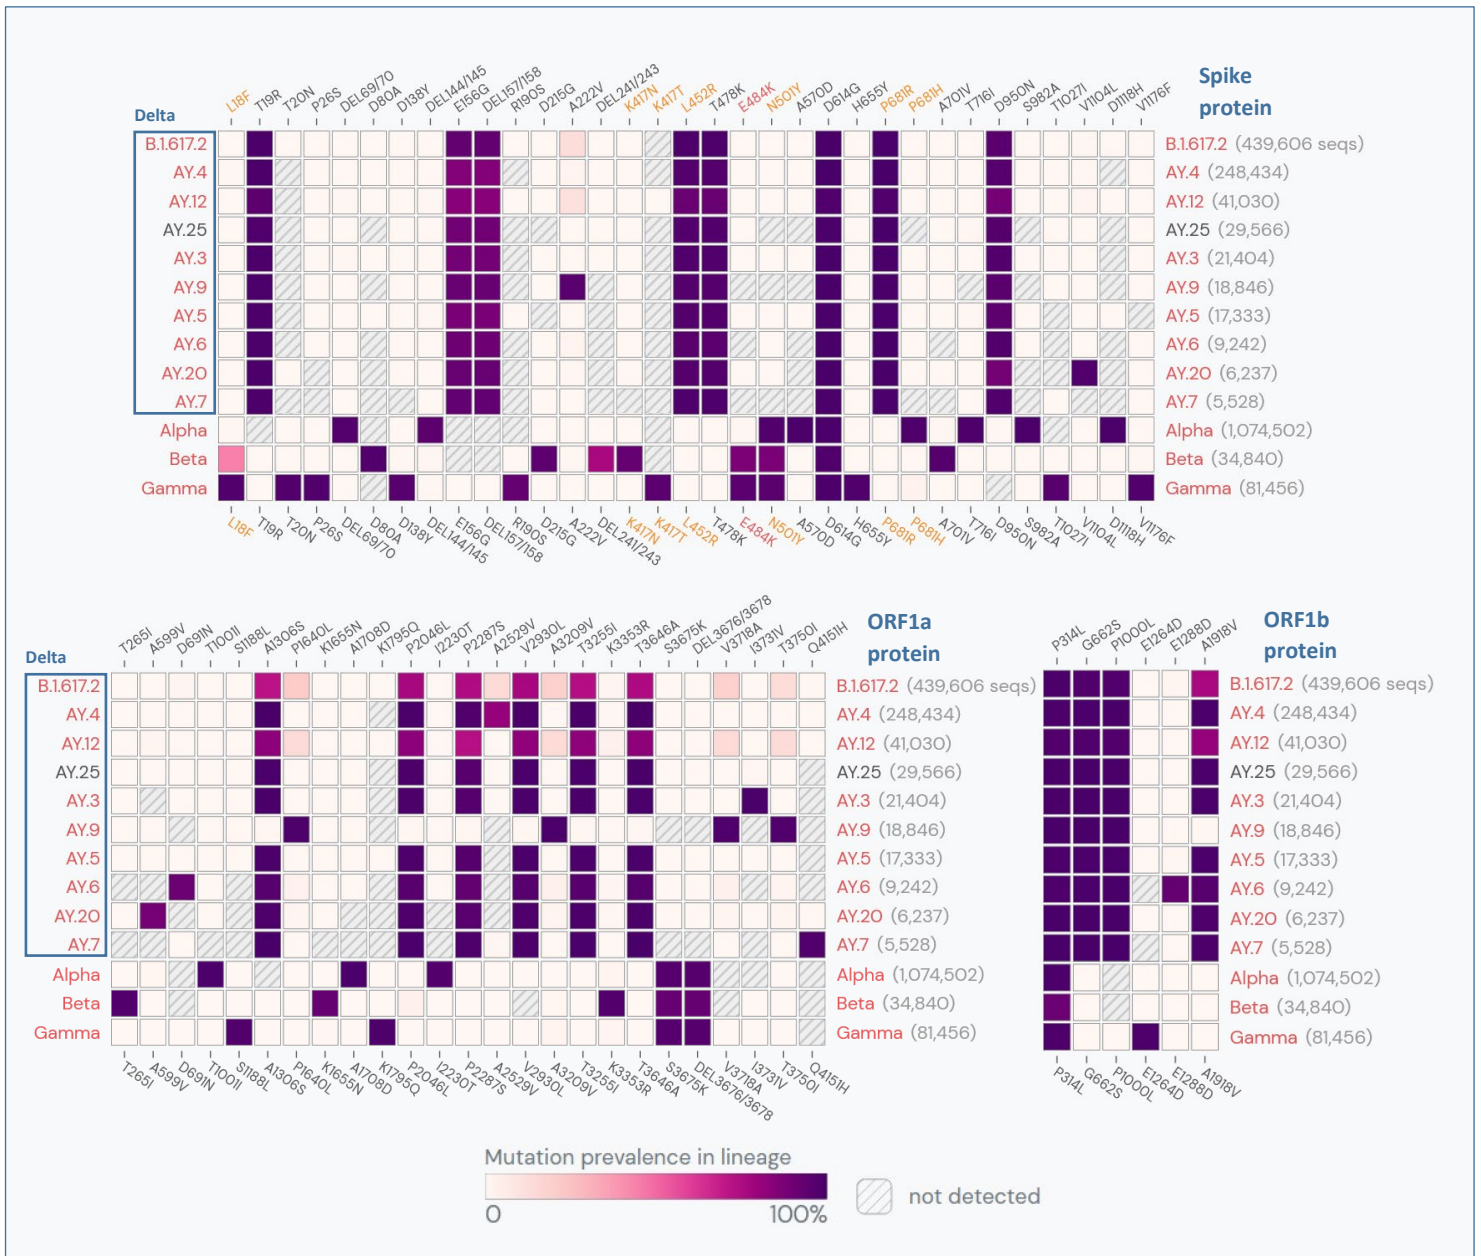 L18F T19R T20N P26S DEL69/70 D80A D138Y DEL144/145 E156G DEL157/158 R190S D215G A222V DEL241/243 K417N K417T L452R T478K E484K N501Y A570D D614G H655Y P681R P681H A701V T716I D950N S982A T1027I V1104L D1118H V1176F
Spike
protein
Delta
B.1.617.2 B.1.617.2 (439,606 seqs)
AY.4 AY.4 (248,434)
AY.12 AY.12 (41,030)
AY.25 AY.25 (29,566)
AY.3 AY.3 (21,404)
AY.9 AY.9 (18,846)
AY.5 AY.5 (17,333)
AY.6 AY.6 (9,242)
AY.20 AY.20 (6,237)
AY.7 AY.7 (5,528)
Alpha Alpha (1,074,502)
Beta Beta (34,840)
Gamma Gamma (81,456)
L18F T19R T20N P26S DEL69/70 D80A D138Y DEL144/145 E156G DEL157/158 R190S D215G A222V DEL241/243 K417N K417T L452R T478K E484K N501Y A570D D614G H655Y P681R P681H A701V T716I D950N S982A T1027I V1104L D1118H V1176F
T265I A599V D691N T1001I S1188L A1306S P1640L K1655N A1708D K1795Q P2046L I2230T P2287S A2529V V2930L A3209V T3255I K3353R T3646A S3675K DEL3676/3678 V3718A I3731V T3750I Q4151H
ORF1a
protein
Delta
B.1.617.2 B.1.617.2 (439,606 seqs)
AY.4 AY.4 (248,434)
AY.12 AY.12 (41,030)
AY.25 AY.25 (29,566)
AY.3 AY.3 (21,404)
AY.9 AY.9 (18,846)
AY.5 AY.5 (17,333)
AY.6 AY.6 (9,242)
AY.20 AY.20 (6,237)
AY.7 AY.7 (5,528)
Alpha Alpha (1,074,502)
Beta Beta (34,840)
Gamma Gamma (81,456)
T265I A599V D691N T1001I S1188L A1306S P1640L K1655N A1708D K1795Q P2046L I2230T P2287S A2529V V2930L A3209V T3255I K3353R T3646A S3675K DEL3676/3678 V3718A I3731V T3750I Q4151H
P314L G662S P1000L E1264D E1288D A1918V
ORF1b
protein
B.1.617.2 (439,606 seqs)
AY.4 (248,434)
AY.12 (41,030)
AY.25 (29,566)
AY.3 (21,404)
AY.9 (18,846)
AY.5 (17,333)
AY.6 (9,242)
AY.20 (6,237)
AY.7 (5,528)
Alpha (1,074,502)
Beta (34,840)
Gamma (81,456)
P314L G662S P1000L E1264D E1288D A1918V
Mutation prevalence in lineage
0 100%
not detected